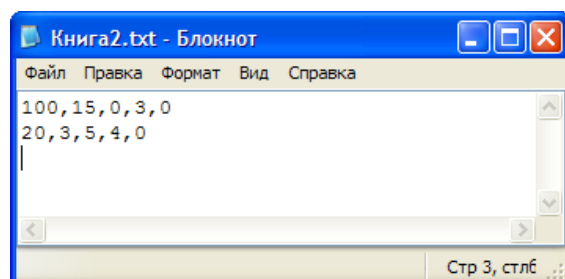 Книга2.txt - Блокнот
Файл Правка Формат Вид Справка
100,15,0,3,0
20,3,5,4,0
Стр 3, стлб